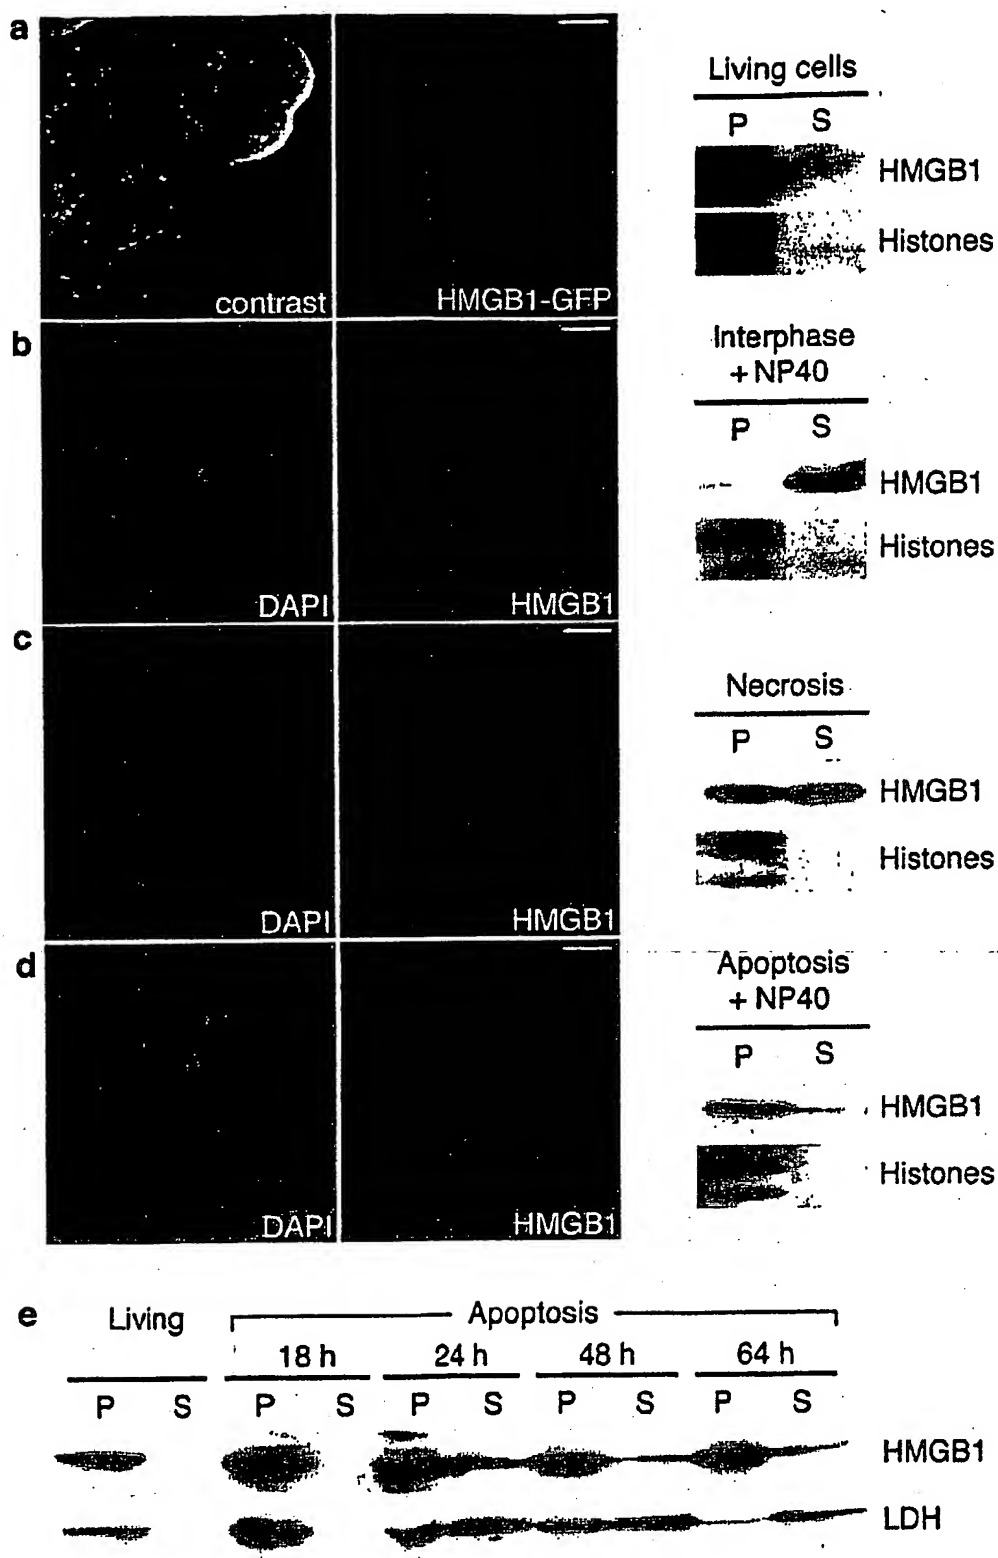 a
contrast
HMGB1-GFP
Living cells
P S
HMGB1
Histones
b
DAPI
HMGB1
Interphase
+ NP40
P S
HMGB1
Histones
c
DAPI
HMGB1
Necrosis
P S
HMGB1
Histones
d
DAPI
HMGB1
Apoptosis
+ NP40
P S
HMGB1
Histones
e
Living Apoptosis
18 h 24 h 48 h 64 h
P S P S P S P S P S
HMGB1
LDH